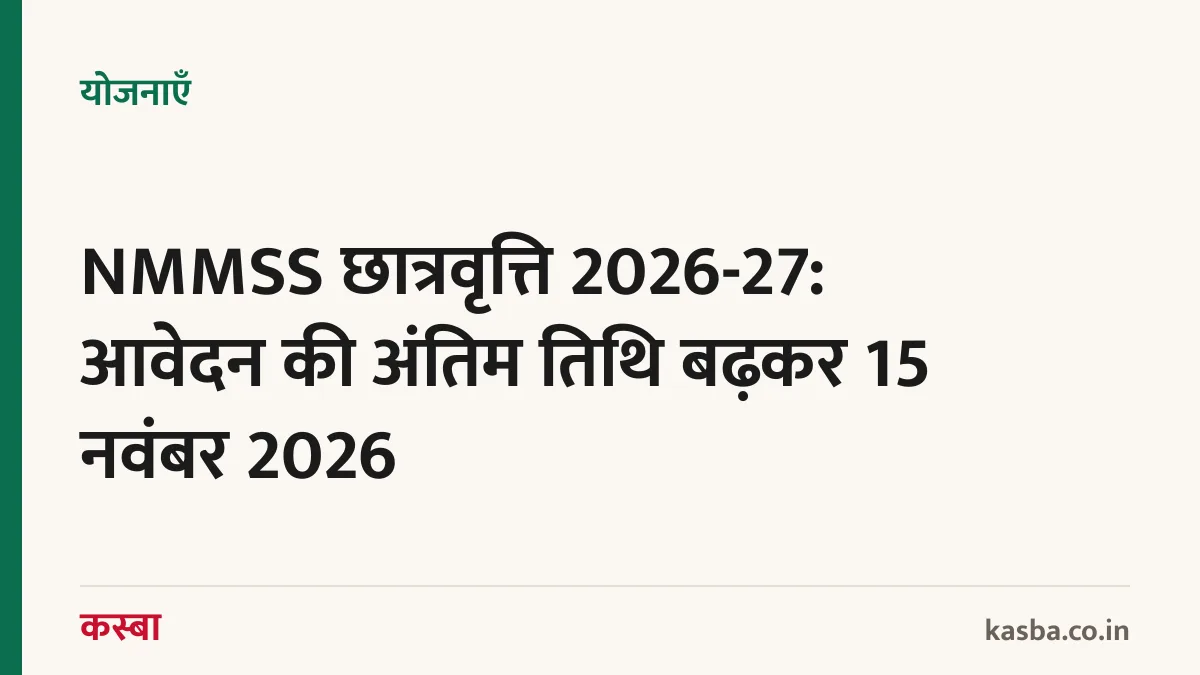 योजनाएँ
NMMSS छात्रवृत्ति 2026-27:
आवेदन की अंतिम तिथि बढ़कर 15
नवंबर 2026
कस्बा
kasba.co.in